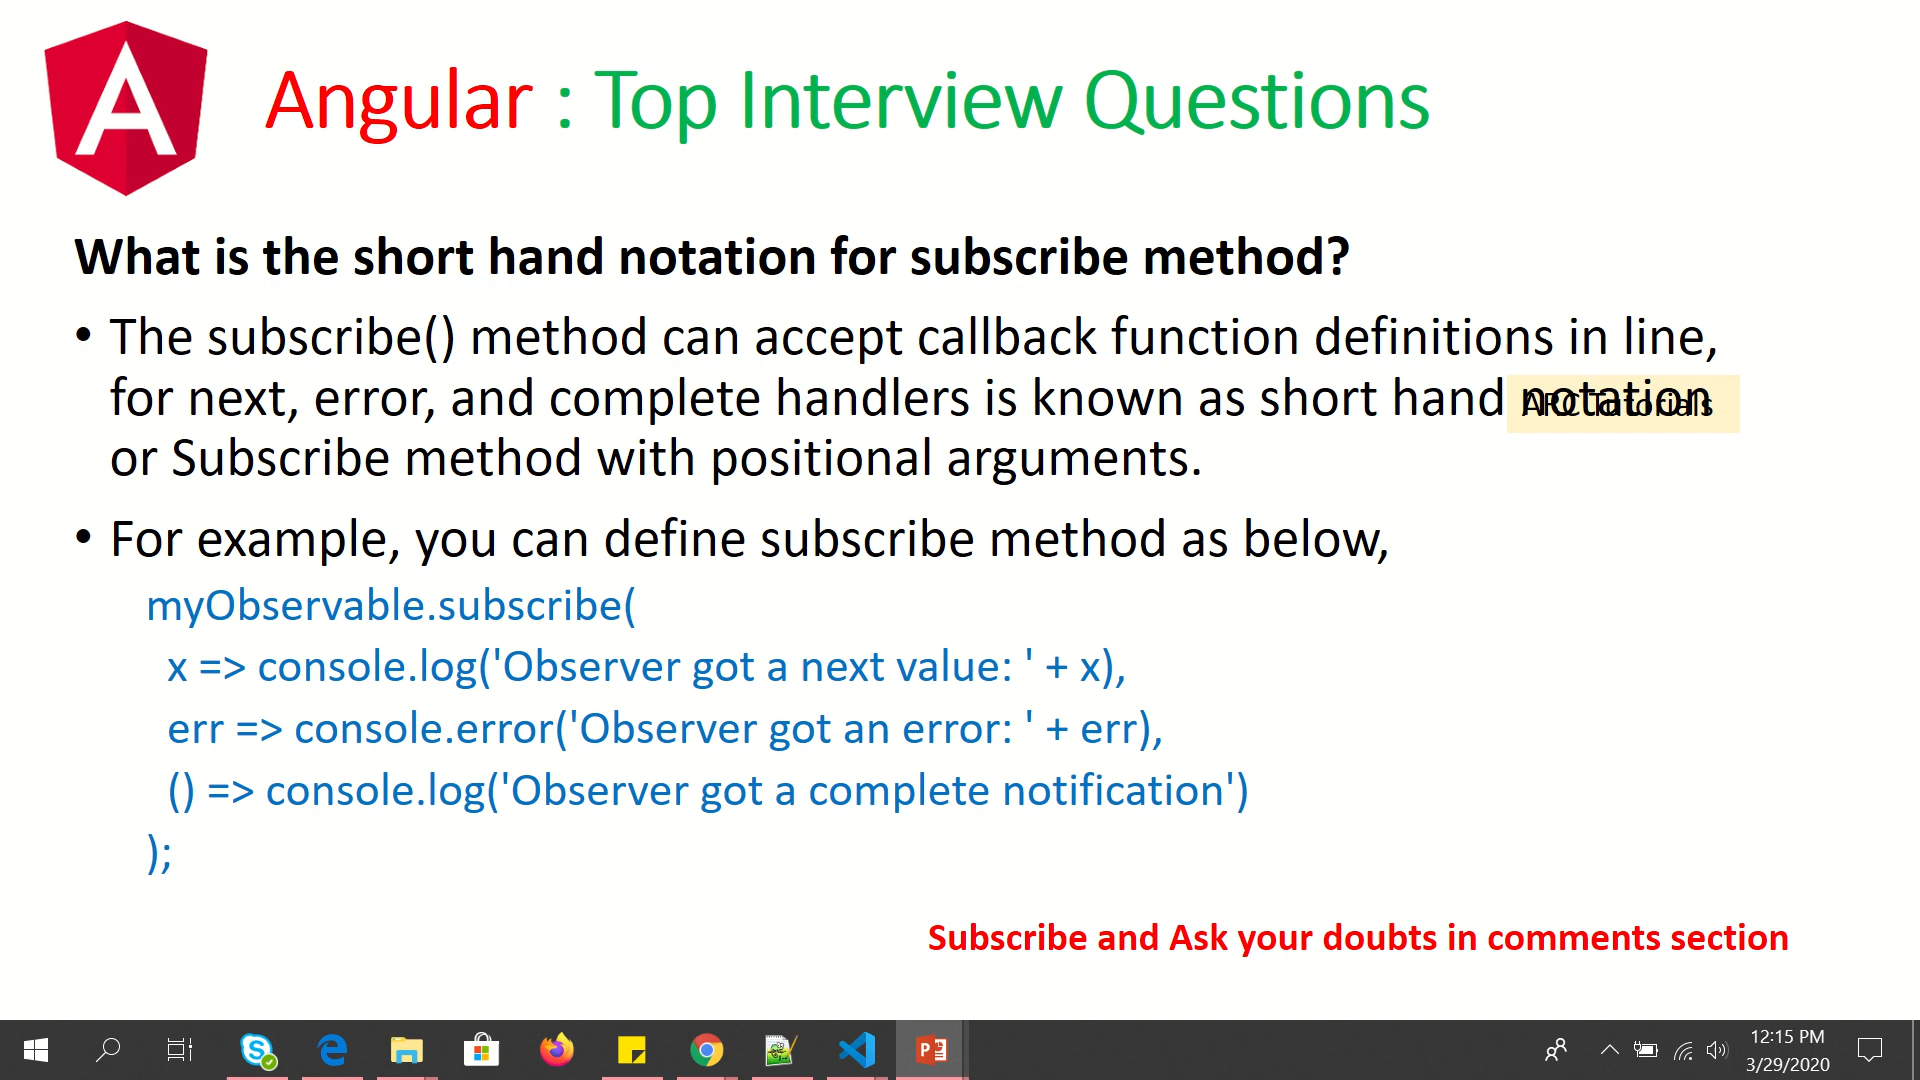 Angular : Top Interview Questions
What is the short hand notation for subscribe method?
• The subscribe() method can accept callback function definitions in line,
for next, error, and complete handlers is known as short hand notation
ARC Tutorials
or Subscribe method with positional arguments.
• For example, you can define subscribe method as below,
myObservable.subscribe(
x => console.log('Observer got a next value: ' + x),
err => console.error('Observer got an error: ' + err),
() => console.log('Observer got a complete notification')
);
Subscribe and Ask your doubts in comments section
12:15 PM
3/29/2020